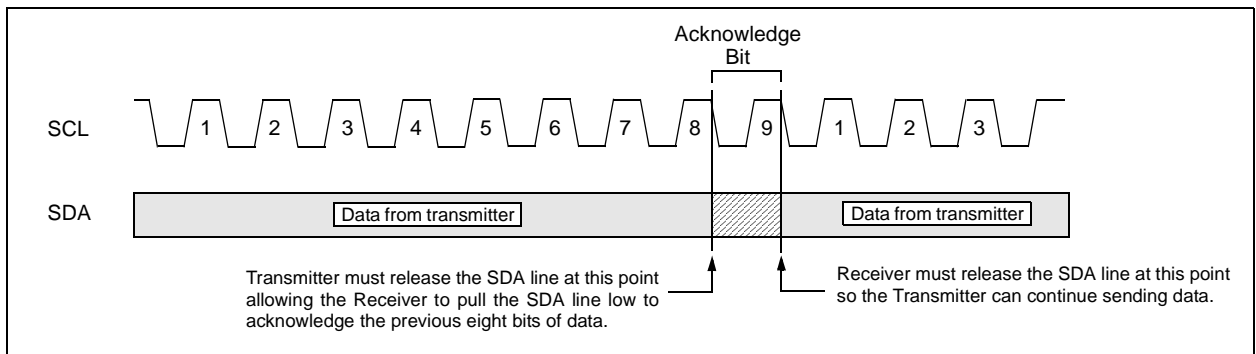 Acknowledge
Bit
SCL
1 2 3 4 5 6 7 8 9 1 2 3
SDA
Data from transmitter
Data from transmitter
Transmitter must release the SDA line at this point
allowing the Receiver to pull the SDA line low to
acknowledge the previous eight bits of data.
Receiver must release the SDA line at this point
so the Transmitter can continue sending data.